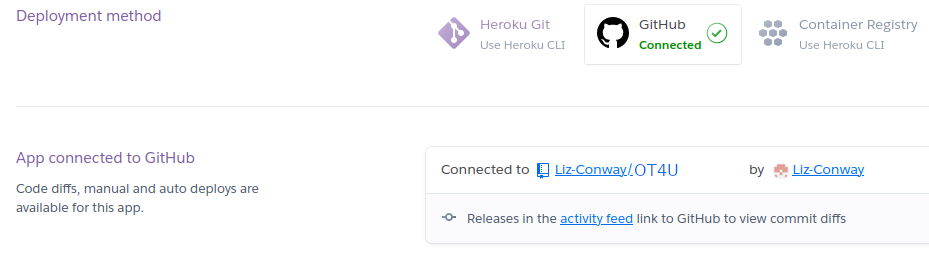 Deployment method
Heroku Git
Use Heroku CLI
GitHub
Connected
Container Registry
Use Heroku CLI
App connected to GitHub
Code diffs, manual and auto deploys are
available for this app.
Connected to Liz-Conway/OT4U by Liz-Conway
Releases in the activity feed link to GitHub to view commit diffs